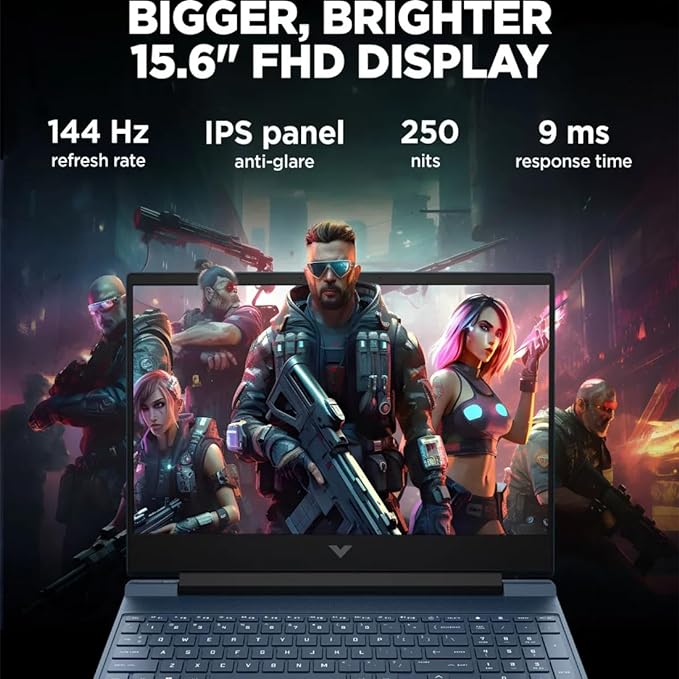 BIGGER, BRIGHTER
15.6" FHD DISPLAY
144 Hz IPS panel 250 9 ms
refresh rate anti-glare nits response time
Q W E R T Y U I O P
A S D F G H J K L